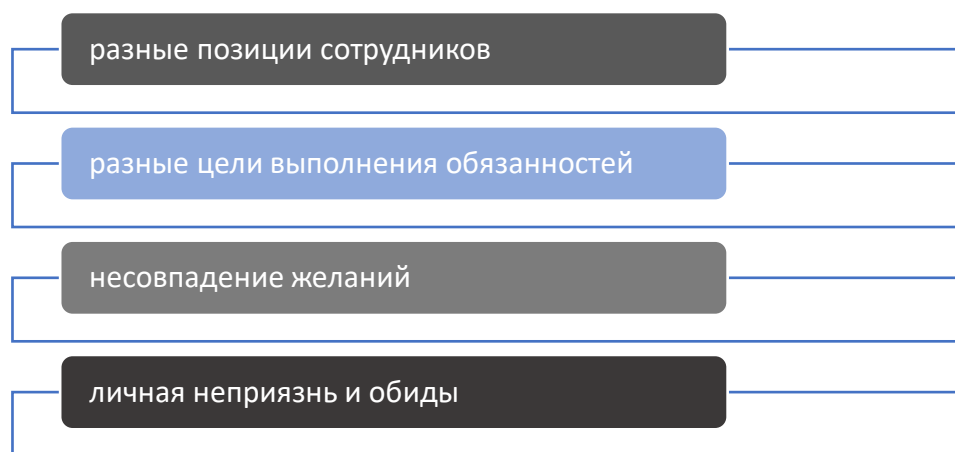 разные позиции сотрудников
разные цели выполнения обязанностей
несовпадение желаний
личная неприязнь и обиды